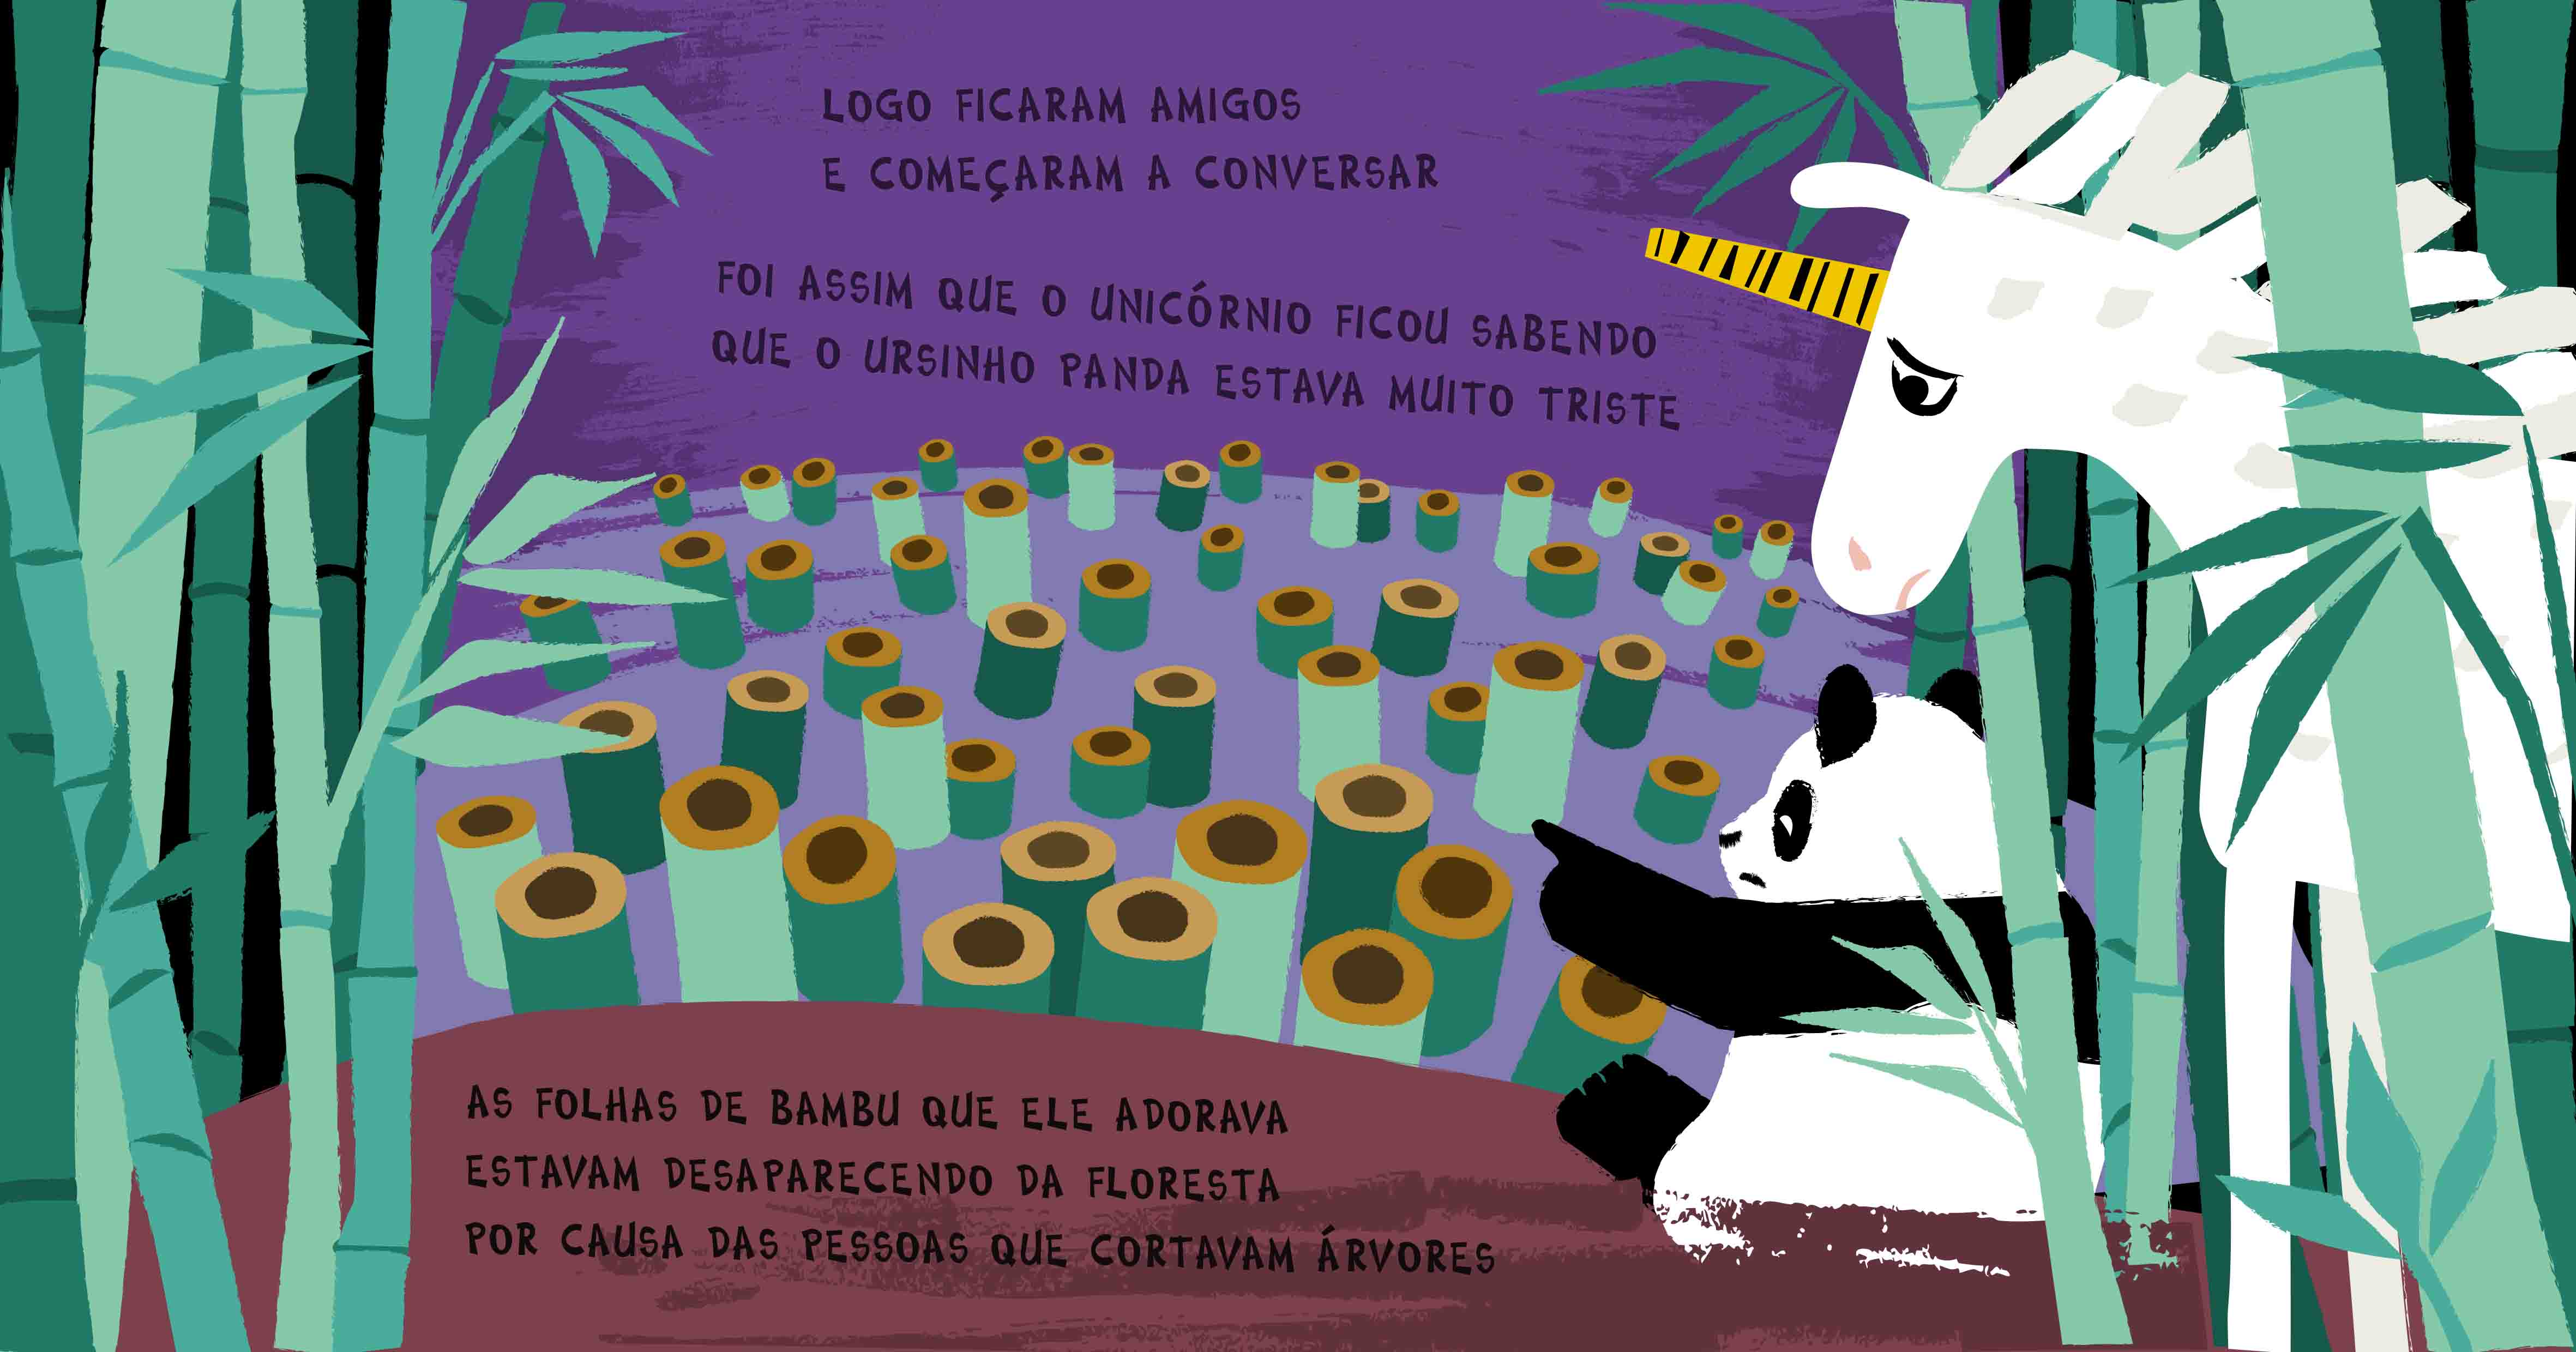 LOGO FICARAM AMIGOS
E COMEÇARAM A CONVERSAR
FOI ASSIM QUE O UNICÓRNIO FICOU SABENDO
QUE O URSINHO PANDA ESTAVA MUITO TRISTE
AS FOLHAS DE BAMBU QUE ELE ADORAVA
ESTAVAM DESAPARECENDO DA FLORESTA
POR CAUSA DAS PESSOAS QUE CORTAVAM ÁRVORES